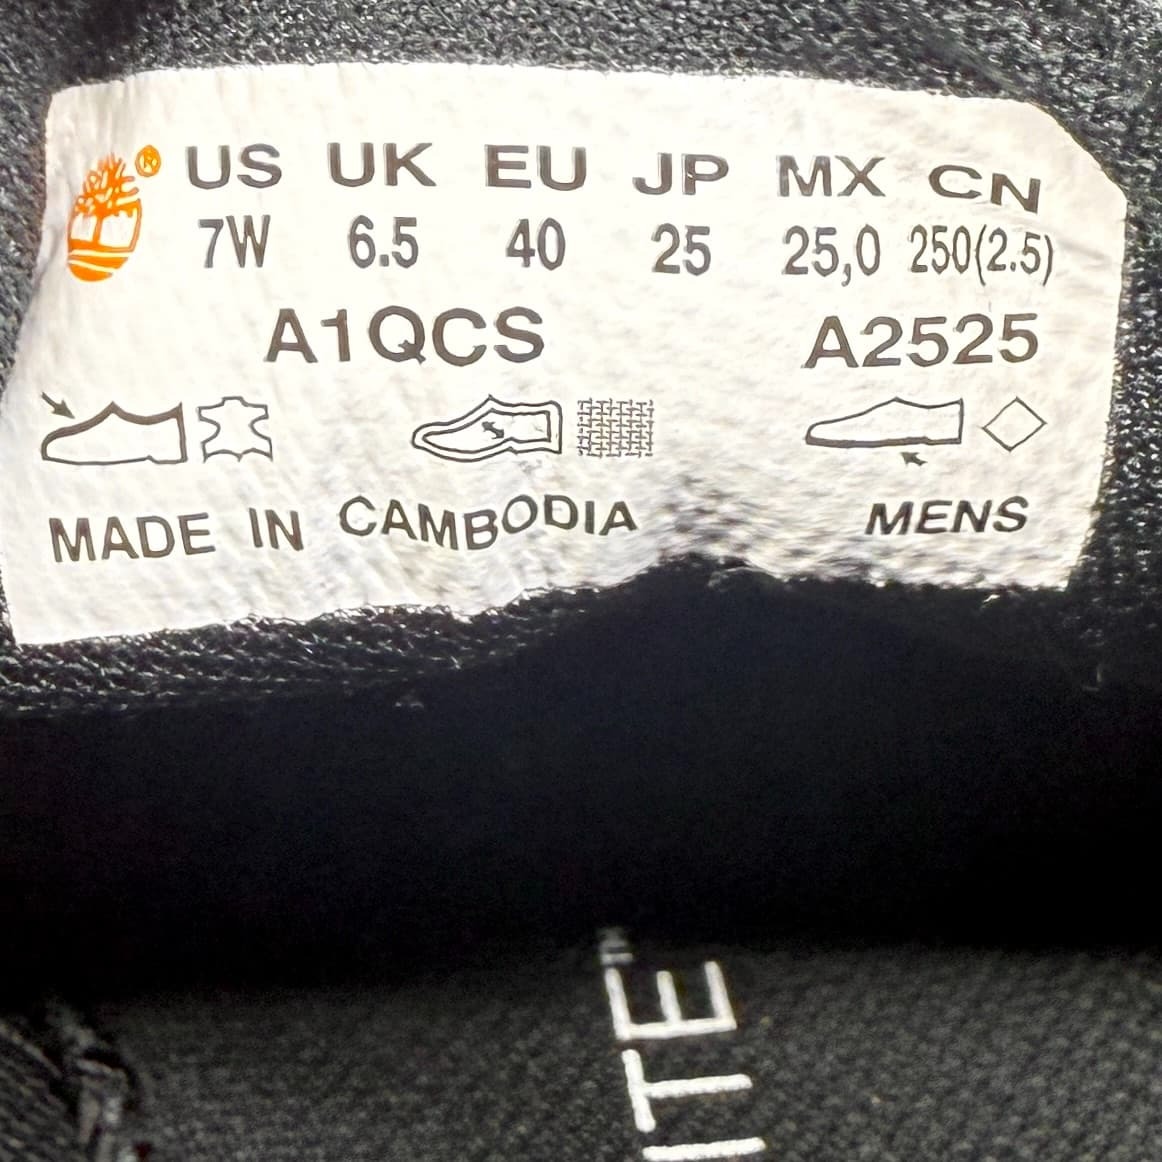 ® US UK EU JP MX CN
7W 6.5 40 25 25,0 250(2.5)
A1QCS A2525
MADE IN CAMBODIA MENS
ITE™